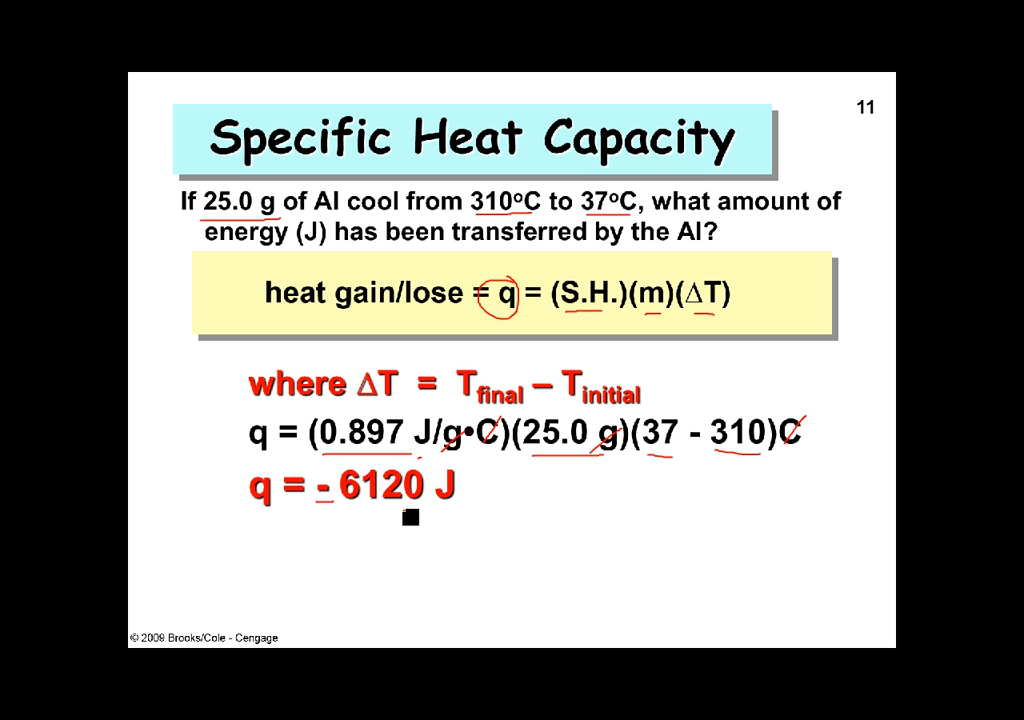 11
Specific Heat Capacity
If 25.0 g of Al cool from 310°C to 37°C, what amount of
energy (J) has been transferred by the Al?
heat gain/lose = q = (S.H.)(m)(∆T)
where ∆T = Tfinal – Tinitial
q = (0.897 J/g•C)(25.0 g)(37 - 310)C
q = - 6120 J
© 2009 Brooks/Cole - Cengage